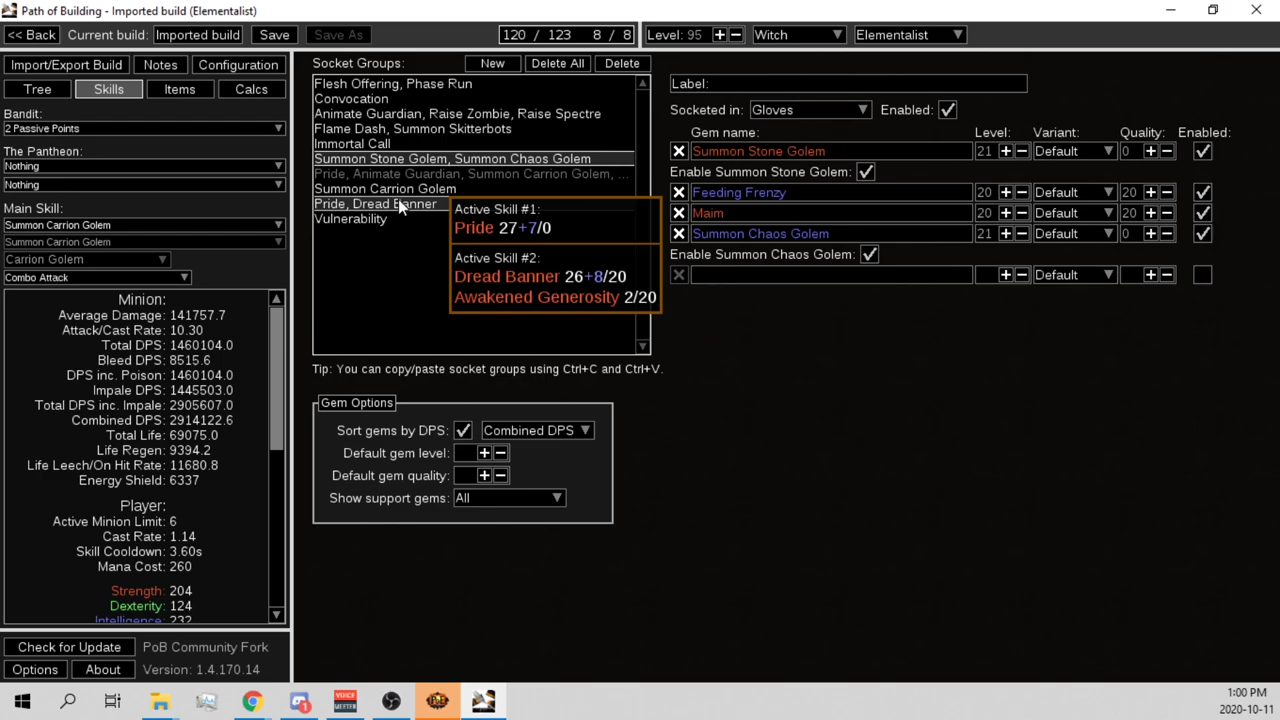 Path of Building - Imported build (Elementalist)
<< Back
Current build:
Imported build
Save
Save As
120 / 123 8 / 8
Level: 95
Witch
Elementalist
Import/Export Build
Notes
Configuration
Tree
Skills
Items
Calcs
Bandit:
2 Passive Points
The Pantheon:
Nothing
Nothing
Main Skill:
Summon Carrion Golem
Summon Carrion Golem
Carrion Golem
Combo Attack
Minion:
Average Damage: 141757.7
Attack/Cast Rate: 10.30
Total DPS: 1460104.0
Bleed DPS: 8515.6
DPS inc. Poison: 1460104.0
Impale DPS: 1445503.0
Total DPS inc. Impale: 2905607.0
Combined DPS: 2914122.6
Total Life: 69075.0
Life Regen: 9394.2
Life Leech/On Hit Rate: 11680.8
Energy Shield: 6337
Player:
Active Minion Limit: 6
Cast Rate: 1.14
Skill Cooldown: 3.60s
Mana Cost: 260
Strength: 204
Dexterity: 124
Intelligence: 232
Check for Update
PoB Community Fork
Options
About
Version: 1.4.170.14
Socket Groups:
New
Delete All
Delete
Flesh Offering, Phase Run
Convocation
Animate Guardian, Raise Zombie, Raise Spectre
Flame Dash, Summon Skitterbots
Immortal Call
Summon Stone Golem, Summon Chaos Golem
Pride, Animate Guardian, Summon Carrion Golem, ...
Summon Carrion Golem
Pride, Dread Banner
Vulnerability
Active Skill #1:
Pride 27+7/0
Active Skill #2:
Dread Banner 26+8/20
Awakened Generosity 2/20
Tip: You can copy/paste socket groups using Ctrl+C and Ctrl+V.
Gem Options
Sort gems by DPS:
Combined DPS
Default gem level:
Default gem quality:
Show support gems: All
Label:
Socketed in: Gloves
Enabled:
Gem name: Level: Variant: Quality: Enabled:
Summon Stone Golem 21 Default 0
Enable Summon Stone Golem:
Feeding Frenzy 20 Default 20
Maim 20 Default 20
Summon Chaos Golem 21 Default 0
Enable Summon Chaos Golem:
Default
VOICE
MEETER
1
PoB
1:00 PM
2020-10-11